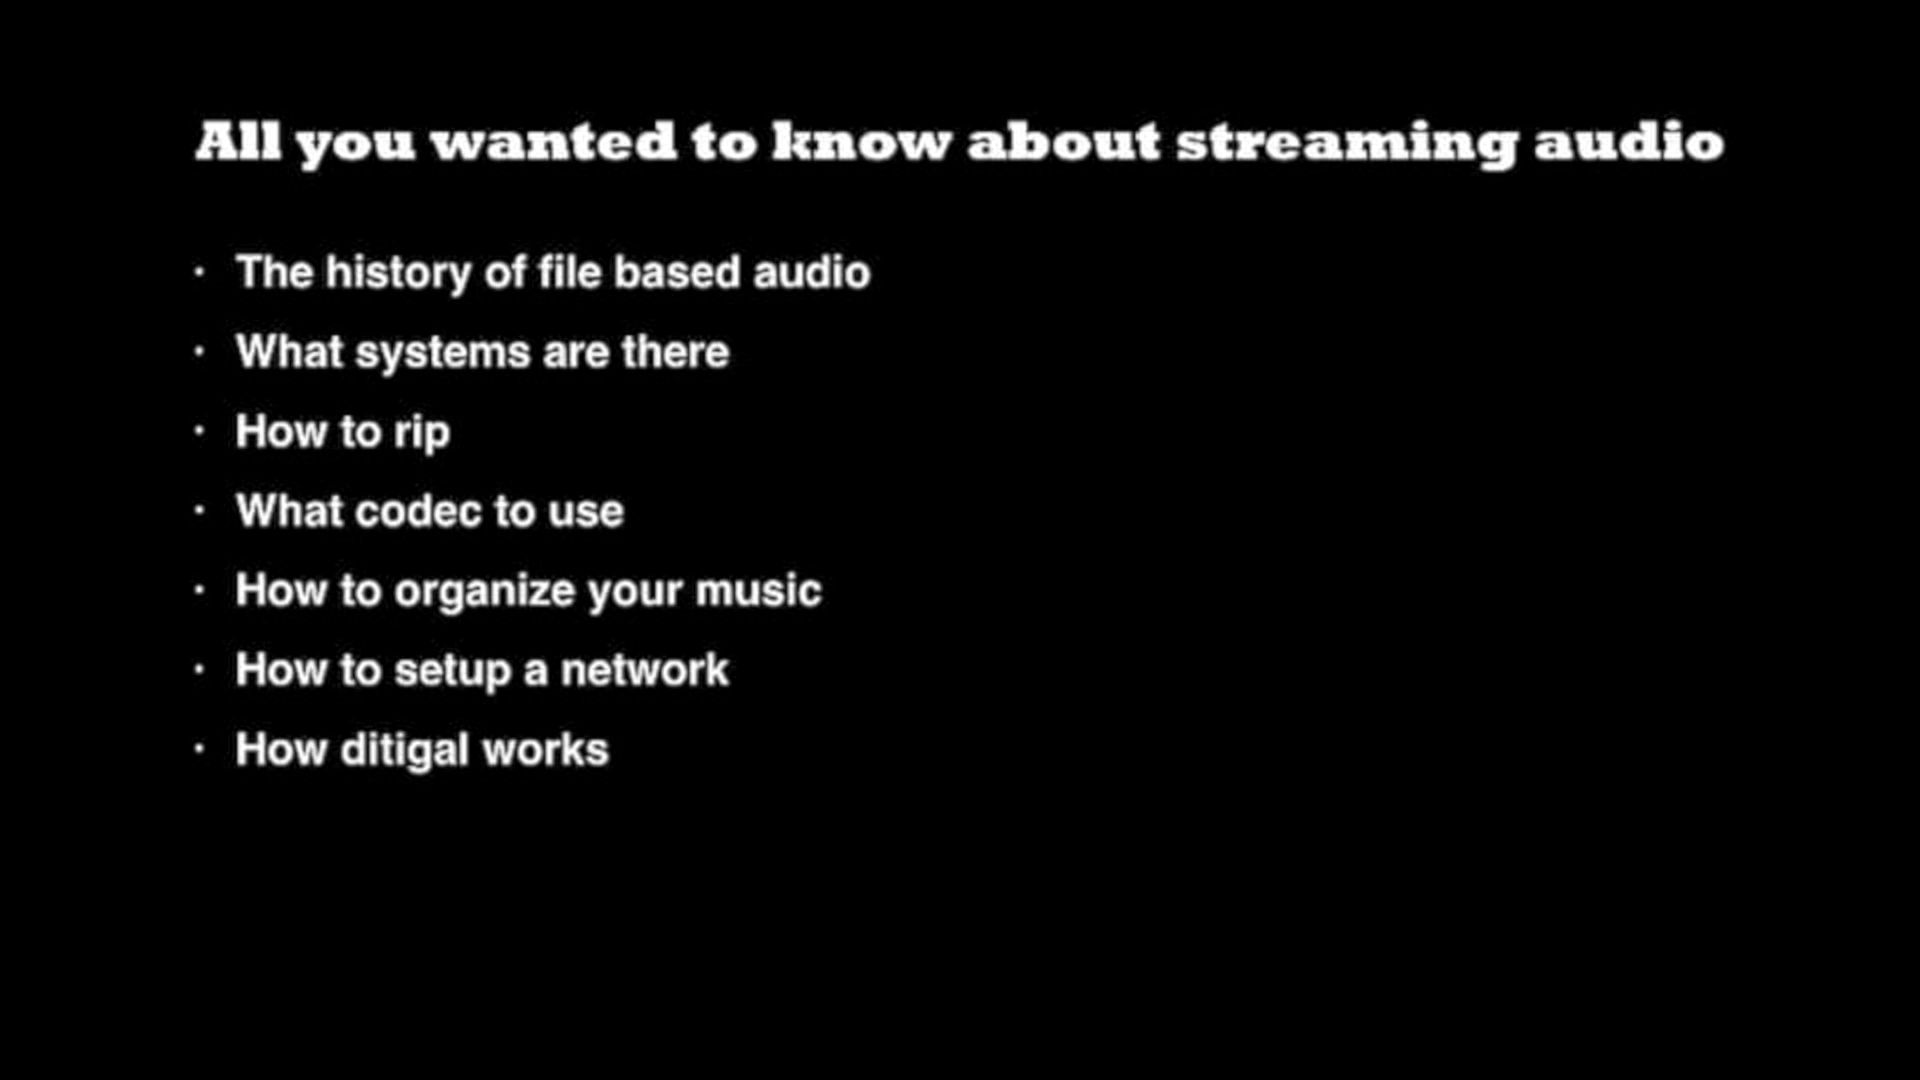 All you wanted to know about streaming audio
· The history of file based audio
· What systems are there
· How to rip
· What codec to use
· How to organize your music
· How to setup a network
· How ditigal works